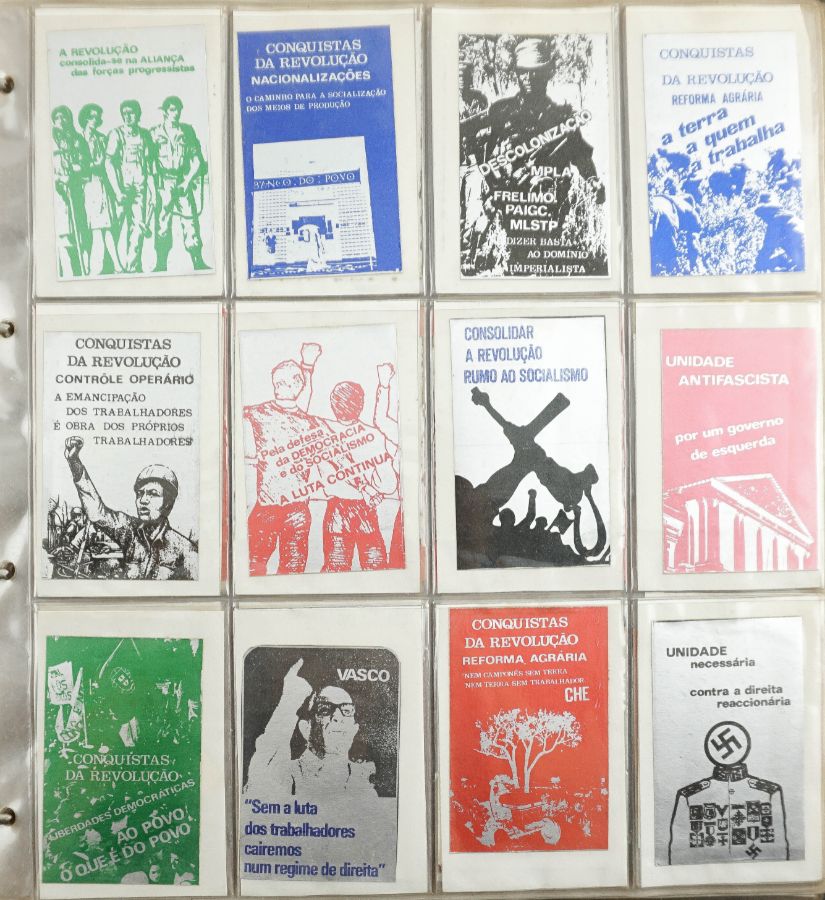 A REVOLUÇÃO
consolida-se na ALIANÇA
das forças progressistas
CONQUISTAS
DA REVOLUÇÃO
NACIONALIZAÇÕES
O CAMINHO PARA A SOCIALIZAÇÃO
DOS MEIOS DE PRODUÇÃO
BANCO DO POVO
DESCOLONIZAÇÃO
MPLA
FRELIMO
PAIGC
MLSTP
DIZER BASTA
AO DOMÍNIO
IMPERIALISTA
CONQUISTAS
DA REVOLUÇÃO
REFORMA AGRÁRIA
a terra
a quem
a trabalha
CONQUISTAS
DA REVOLUÇÃO
CONTRÔLE OPERÁRIO
A EMANCIPAÇÃO
DOS TRABALHADORES
É OBRA DOS PRÓPRIOS
TRABALHADORES
Pela defesa
da DEMOCRACIA
e do SOCIALISMO
A LUTA CONTINUA
CONSOLIDAR
A REVOLUÇÃO
RUMO AO SOCIALISMO
UNIDADE
ANTIFASCISTA
por um governo
de esquerda
CONQUISTAS
DA REVOLUÇÃO
LIBERDADES DEMOCRÁTICAS
AO POVO
O QUE É DO POVO
VASCO
"Sem a luta
dos trabalhadores
cairemos
num regime de direita"
CONQUISTAS
DA REVOLUÇÃO
REFORMA AGRÁRIA
"NEM CAMPONÊS SEM TERRA
NEM TERRA SEM TRABALHADOR
CHE
UNIDADE
necessária
contra a direita
reaccionária